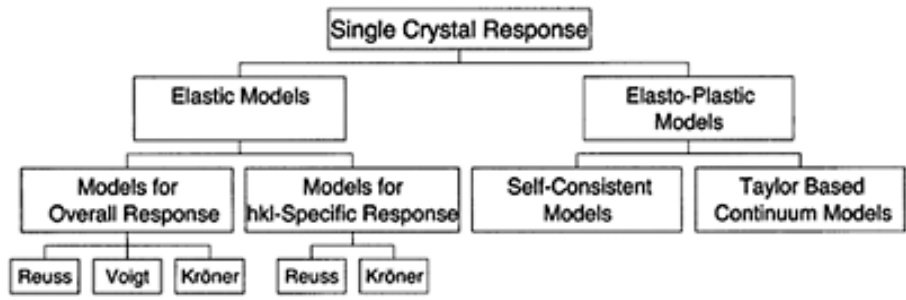 Single Crystal Response
Elastic Models
Elasto-Plastic
Models
Models for
Overall Response
Models for
hkl-Specific Response
Self-Consistent
Models
Taylor Based
Continuum Models
Reuss
Voigt
Kröner
Reuss
Kröner